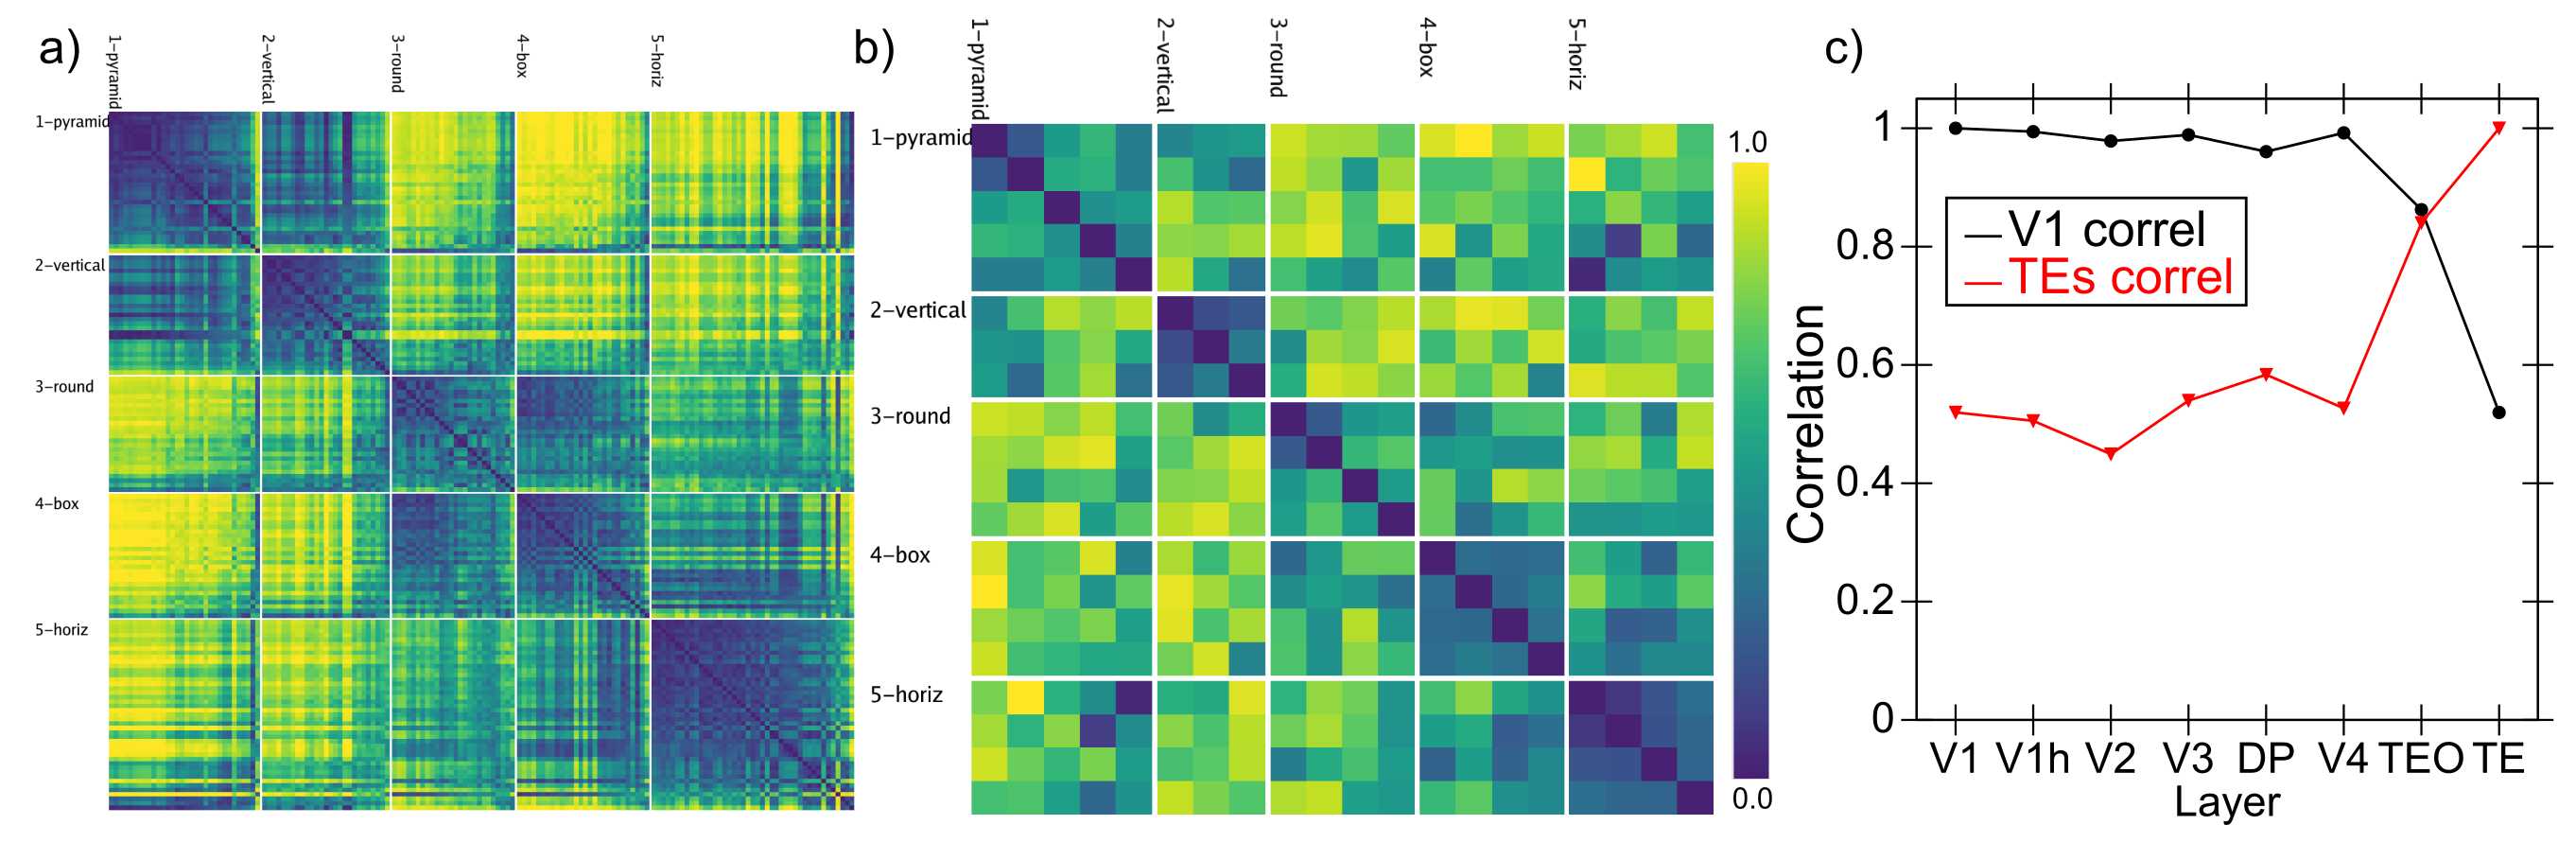 a)
1-pyramid
2-vertical
3-round
4-box
5-horiz
1-pyramid
2-vertical
3-round
4-box
5-horiz
b)
1-pyramid
2-vertical
3-round
4-box
5-horiz
1-pyramid
2-vertical
3-round
4-box
5-horiz
1.0
0.0
c)
Correlation
1
0.8
0.6
0.4
0.2
0
V1 correl
TEs correl
V1 V1h V2 V3 DP V4 TEO TE
Layer